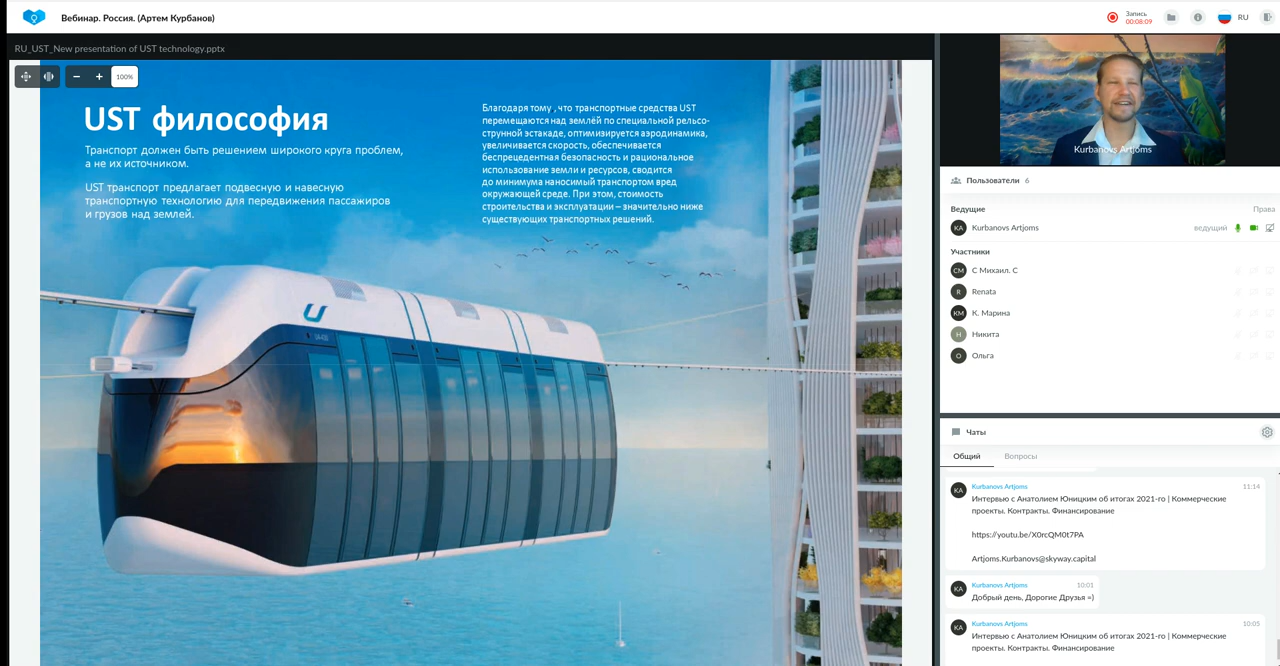 Вебинар. Россия. (Артем Курбанов)
Запись
00:08:09
RU
RU_UST_New presentation of UST technology.pptx
100%
UST философия
Транспорт должен быть решением широкого круга проблем,
а не их источником.
UST транспорт предлагает подвесную и навесную
транспортную технологию для передвижения пассажиров
и грузов над землей.
Благодаря тому , что транспортные средства UST
перемещаются над землёй по специальной рельсо-
струнной эстакаде, оптимизируется аэродинамика,
увеличивается скорость, обеспечивается
беспрецедентная безопасность и рациональное
использование земли и ресурсов, сводится
до минимума наносимый транспортом вред
окружающей среде. При этом, стоимость
строительства и эксплуатации – значительно ниже
существующих транспортных решений.
U
Kurbanovs Artjoms
Пользователи 6
Ведущие Права
KA Kurbanovs Artjoms ведущий
Участники
СМ С Михаил. С
R Renata
КМ К. Марина
Н Никита
О Ольга
Чаты
Общий Вопросы
KA Kurbanovs Artjoms 11:14
Интервью с Анатолием Юницким об итогах 2021-го | Коммерческие
проекты. Контракты. Финансирование
https://youtu.be/X0rcQM0t7PA
Artjoms.Kurbanovs@skyway.capital
KA Kurbanovs Artjoms 10:01
Добрый день, Дорогие Друзья =)
KA Kurbanovs Artjoms 10:05
Интервью с Анатолием Юницким об итогах 2021-го | Коммерческие
проекты. Контракты. Финансирование